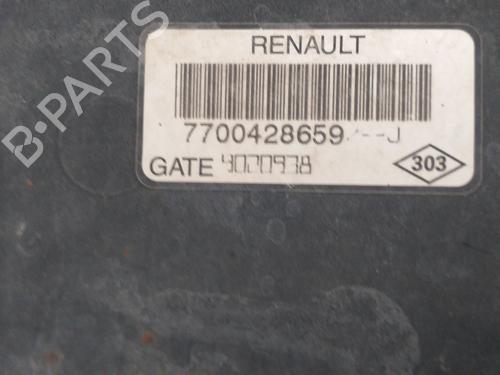 RENAULT
7700428659 --J
GATE 4020938
303
B-PARTS